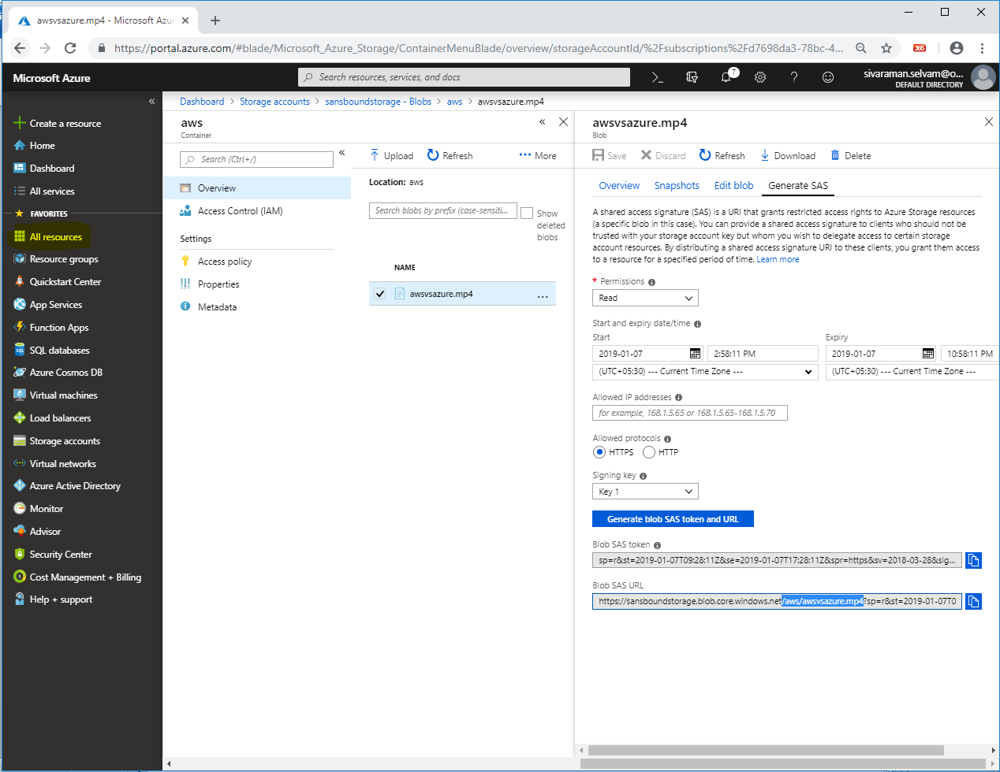 awsvsazure.mp4 - Microsoft Azur
https://portal.azure.com/#blade/Microsoft_Azure_Storage/ContainerMenuBlade/overview/storageAccountId/%2Fsubscriptions%2Fd7698da3-78bc-4...
365
Microsoft Azure
Search resources, services, and docs
7
sivaraman.selvam@o...
DEFAULT DIRECTORY
Create a resource
Home
Dashboard
All services
FAVORITES
All resources
Resource groups
Quickstart Center
App Services
Function Apps
SQL databases
Azure Cosmos DB
Virtual machines
Load balancers
Storage accounts
Virtual networks
Azure Active Directory
Monitor
Advisor
Security Center
Cost Management + Billing
Help + support
Dashboard > Storage accounts > sansboundstorage - Blobs > aws > awsvsazure.mp4
aws
Container
Search (Ctrl+/)
Overview
Access Control (IAM)
Settings
Access policy
Properties
Metadata
Upload Refresh ... More
Location: aws
Search blobs by prefix (case-sensiti...
Show
deleted
blobs
NAME
awsvsazure.mp4 ...
awsvsazure.mp4
Blob
Save Discard Refresh Download Delete
Overview Snapshots Edit blob Generate SAS
A shared access signature (SAS) is a URI that grants restricted access rights to Azure Storage resources
(a specific blob in this case). You can provide a shared access signature to clients who should not be
trusted with your storage account key but whom you wish to delegate access to certain storage
account resources. By distributing a shared access signature URI to these clients, you grant them access
to a resource for a specified period of time. Learn more
* Permissions
Read
Start and expiry date/time
Start Expiry
2019-01-07 2:58:11 PM 2019-01-07 10:58:11 PM
(UTC+05:30) --- Current Time Zone --- (UTC+05:30) --- Current Time Zone ---
Allowed IP addresses
for example, 168.1.5.65 or 168.1.5.65-168.1.5.70
Allowed protocols
HTTPS HTTP
Signing key
Key 1
Generate blob SAS token and URL
Blob SAS token
sp=r&st=2019-01-07T09:28:11Z&se=2019-01-07T17:28:11Z&spr=https&sv=2018-03-28&sig...
Blob SAS URL
https://sansboundstorage.blob.core.windows.net/aws/awsvsazure.mp4?sp=r&st=2019-01-07T0